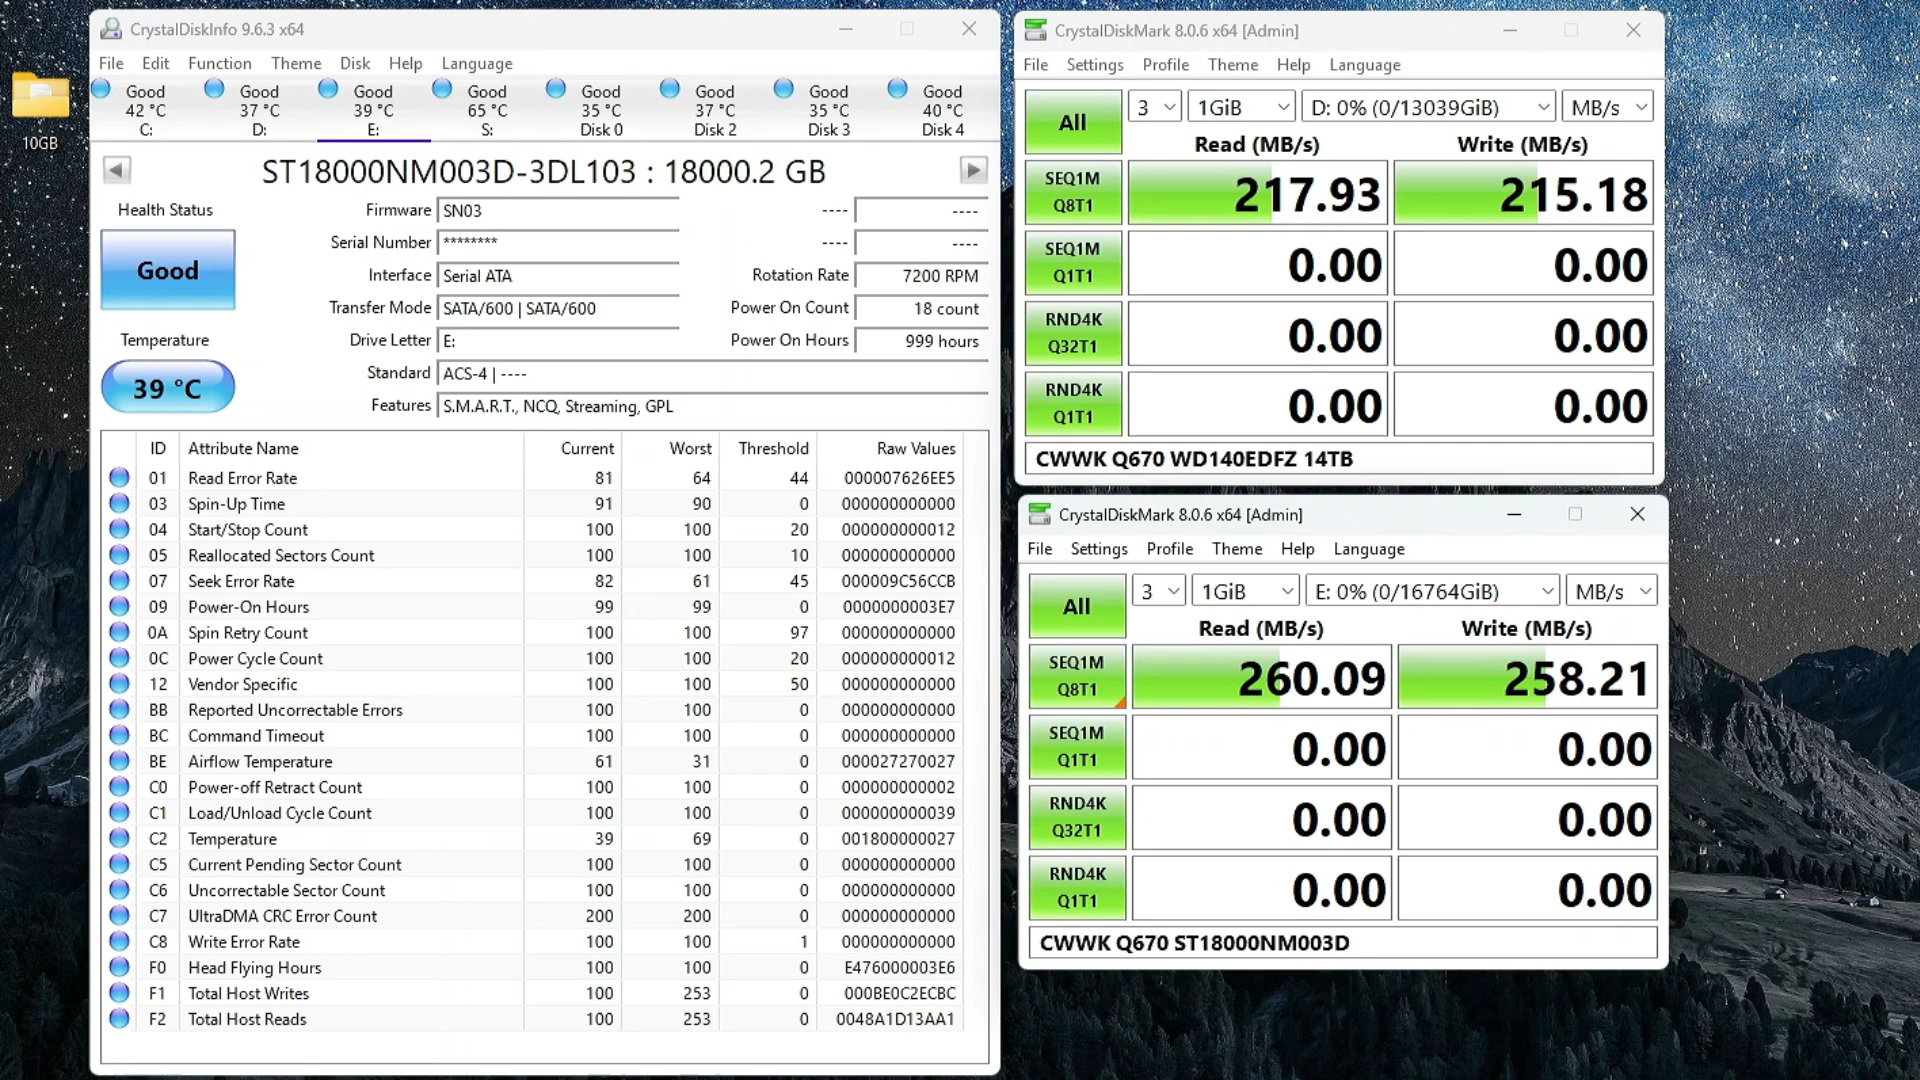 10GB
CrystalDiskInfo 9.6.3 x64
File Edit Function Theme Disk Help Language
Good Good Good Good Good Good Good Good
42 °C 37 °C 39 °C 65 °C 35 °C 37 °C 35 °C 40 °C
C: D: E: S: Disk 0 Disk 2 Disk 3 Disk 4
ST18000NM003D-3DL103 : 18000.2 GB
Health Status
Good
Temperature
39 °C
Firmware SN03 ---- ----
Serial Number ******** ---- ----
Interface Serial ATA Rotation Rate 7200 RPM
Transfer Mode SATA/600 | SATA/600 Power On Count 18 count
Drive Letter E: Power On Hours 999 hours
Standard ACS-4 | ----
Features S.M.A.R.T., NCQ, Streaming, GPL
ID Attribute Name Current Worst Threshold Raw Values
01 Read Error Rate 81 64 44 000007626EE5
03 Spin-Up Time 91 90 0 000000000000
04 Start/Stop Count 100 100 20 000000000012
05 Reallocated Sectors Count 100 100 10 000000000000
07 Seek Error Rate 82 61 45 000009C56CCB
09 Power-On Hours 99 99 0 0000000003E7
0A Spin Retry Count 100 100 97 000000000000
0C Power Cycle Count 100 100 20 000000000012
12 Vendor Specific 100 100 50 000000000000
BB Reported Uncorrectable Errors 100 100 0 000000000000
BC Command Timeout 100 100 0 000000000000
BE Airflow Temperature 61 31 0 000027270027
C0 Power-off Retract Count 100 100 0 000000000002
C1 Load/Unload Cycle Count 100 100 0 000000000039
C2 Temperature 39 69 0 001800000027
C5 Current Pending Sector Count 100 100 0 000000000000
C6 Uncorrectable Sector Count 100 100 0 000000000000
C7 UltraDMA CRC Error Count 200 200 0 000000000000
C8 Write Error Rate 100 100 1 000000000000
F0 Head Flying Hours 100 100 0 E476000003E6
F1 Total Host Writes 100 253 0 000BE0C2ECBC
F2 Total Host Reads 100 253 0 0048A1D13AA1
CrystalDiskMark 8.0.6 x64 [Admin]
File Settings Profile Theme Help Language
All 3 1GiB D: 0% (0/13039GiB) MB/s
Read (MB/s) Write (MB/s)
SEQ1M Q8T1 217.93 215.18
SEQ1M Q1T1 0.00 0.00
RND4K Q32T1 0.00 0.00
RND4K Q1T1 0.00 0.00
CWWK Q670 WD140EDFZ 14TB
CrystalDiskMark 8.0.6 x64 [Admin]
File Settings Profile Theme Help Language
All 3 1GiB E: 0% (0/16764GiB) MB/s
Read (MB/s) Write (MB/s)
SEQ1M Q8T1 260.09 258.21
SEQ1M Q1T1 0.00 0.00
RND4K Q32T1 0.00 0.00
RND4K Q1T1 0.00 0.00
CWWK Q670 ST18000NM003D